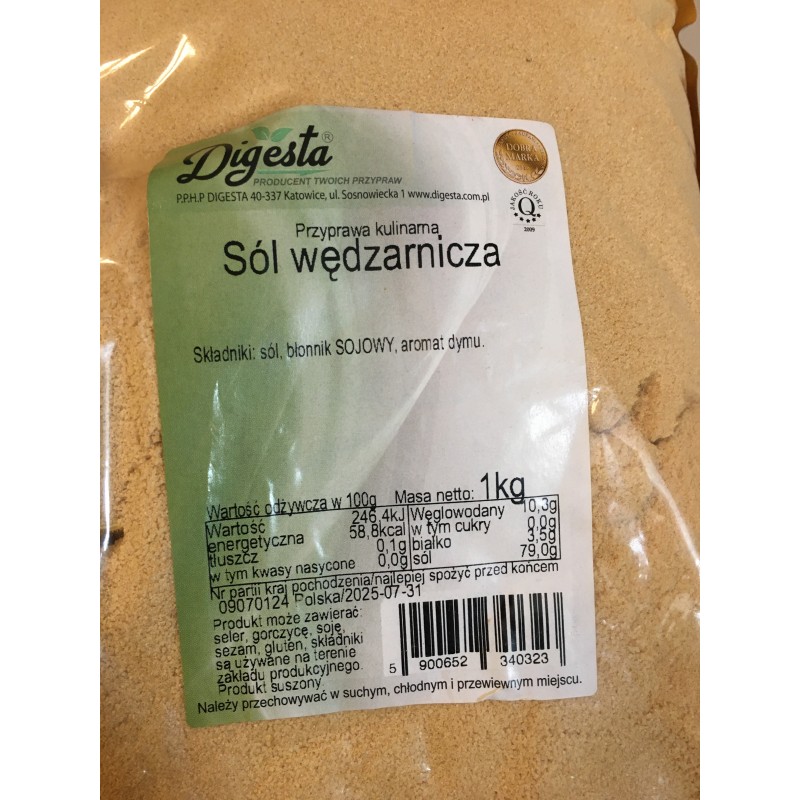 Digesta®
PRODUCENT TWOICH PRZYPRAW
P.P.H.P DIGESTA 40-337 Katowice, ul. Sosnowiecka 1 www.digesta.com.pl
DOBRA
MARKA
JAKOŚĆ ROKU
Q
2009
Przyprawa kulinarna
Sól wędzarnicza
Składniki: sól, błonnik SOJOWY, aromat dymu.
Wartość odżywcza w 100g Masa netto: 1kg
Wartość energetyczna 246,4kJ 58,8kcal
tłuszcz 0,1g
w tym kwasy nasycone 0,0g
Węglowodany 10,3g
w tym cukry 0,0g
białko 3,5g
sól 79,0g
Nr partii kraj pochodzenia/najlepiej spożyć przed końcem
09070124 Polska/2025-07-31
Produkt może zawierać:
seler, gorczycę, soję,
sezam, gluten, składniki
są używane na terenie
zakładu produkcyjnego.
Produkt suszony.
5 900652 340323
Należy przechowywać w suchym, chłodnym i przewiewnym miejscu.